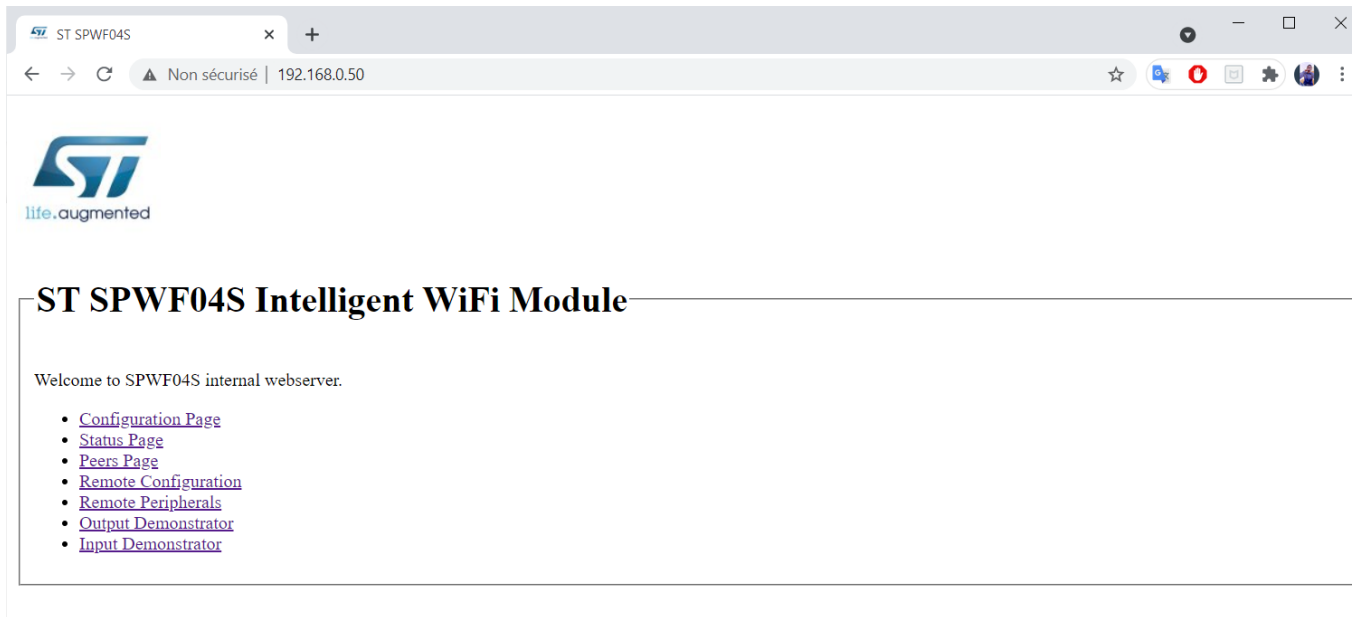 ST SPWF04S
Non sécurisé | 192.168.0.50
ST
life.augmented
ST SPWF04S Intelligent WiFi Module
Welcome to SPWF04S internal webserver.
Configuration Page
Status Page
Peers Page
Remote Configuration
Remote Peripherals
Output Demonstrator
Input Demonstrator